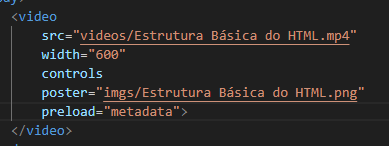 <video
src="videos/Estrutura Básica do HTML.mp4"
width="600"
controls
poster="imgs/Estrutura Básica do HTML.png"
preload="metadata">
</video>